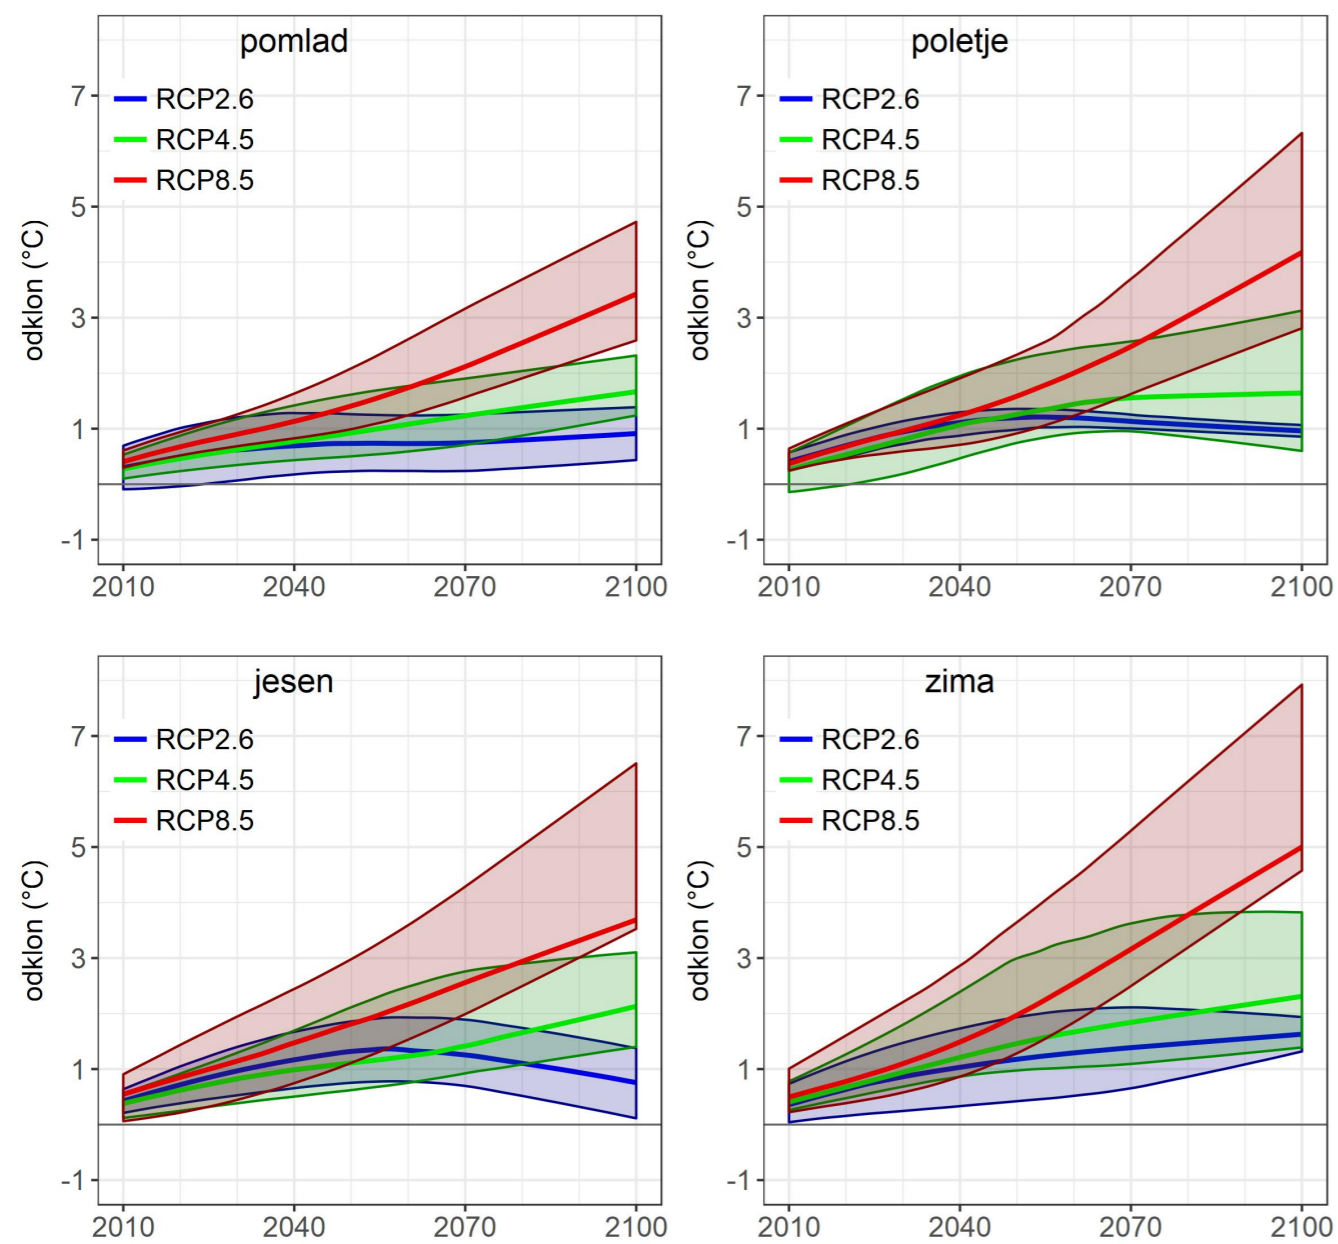 pomlad
RCP2.6
RCP4.5
RCP8.5
odklon (°C)
7
5
3
1
-1
2010 2040 2070 2100
poletje
RCP2.6
RCP4.5
RCP8.5
odklon (°C)
7
5
3
1
-1
2010 2040 2070 2100
jesen
RCP2.6
RCP4.5
RCP8.5
odklon (°C)
7
5
3
1
-1
2010 2040 2070 2100
zima
RCP2.6
RCP4.5
RCP8.5
odklon (°C)
7
5
3
1
-1
2010 2040 2070 2100